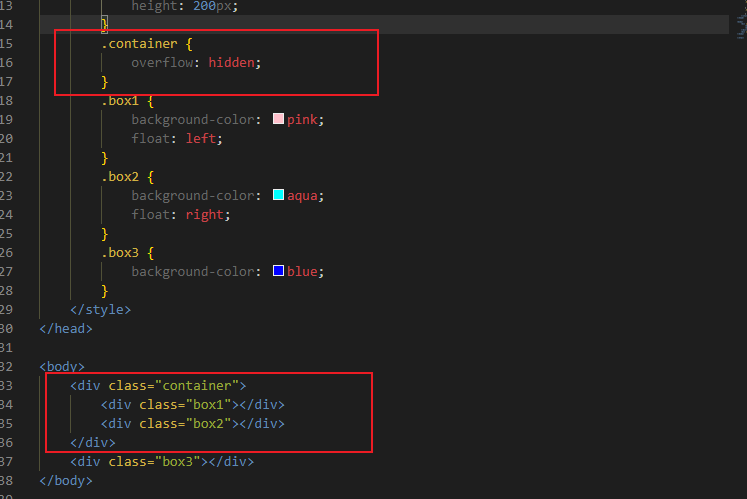 13 height: 200px;
14 }
15 .container {
16 overflow: hidden;
17 }
18 .box1 {
19 background-color: pink;
20 float: left;
21 }
22 .box2 {
23 background-color: aqua;
24 float: right;
25 }
26 .box3 {
27 background-color: blue;
28 }
29 </style>
30 </head>
31
32 <body>
33 <div class="container">
34 <div class="box1"></div>
35 <div class="box2"></div>
36 </div>
37 <div class="box3"></div>
38 </body>